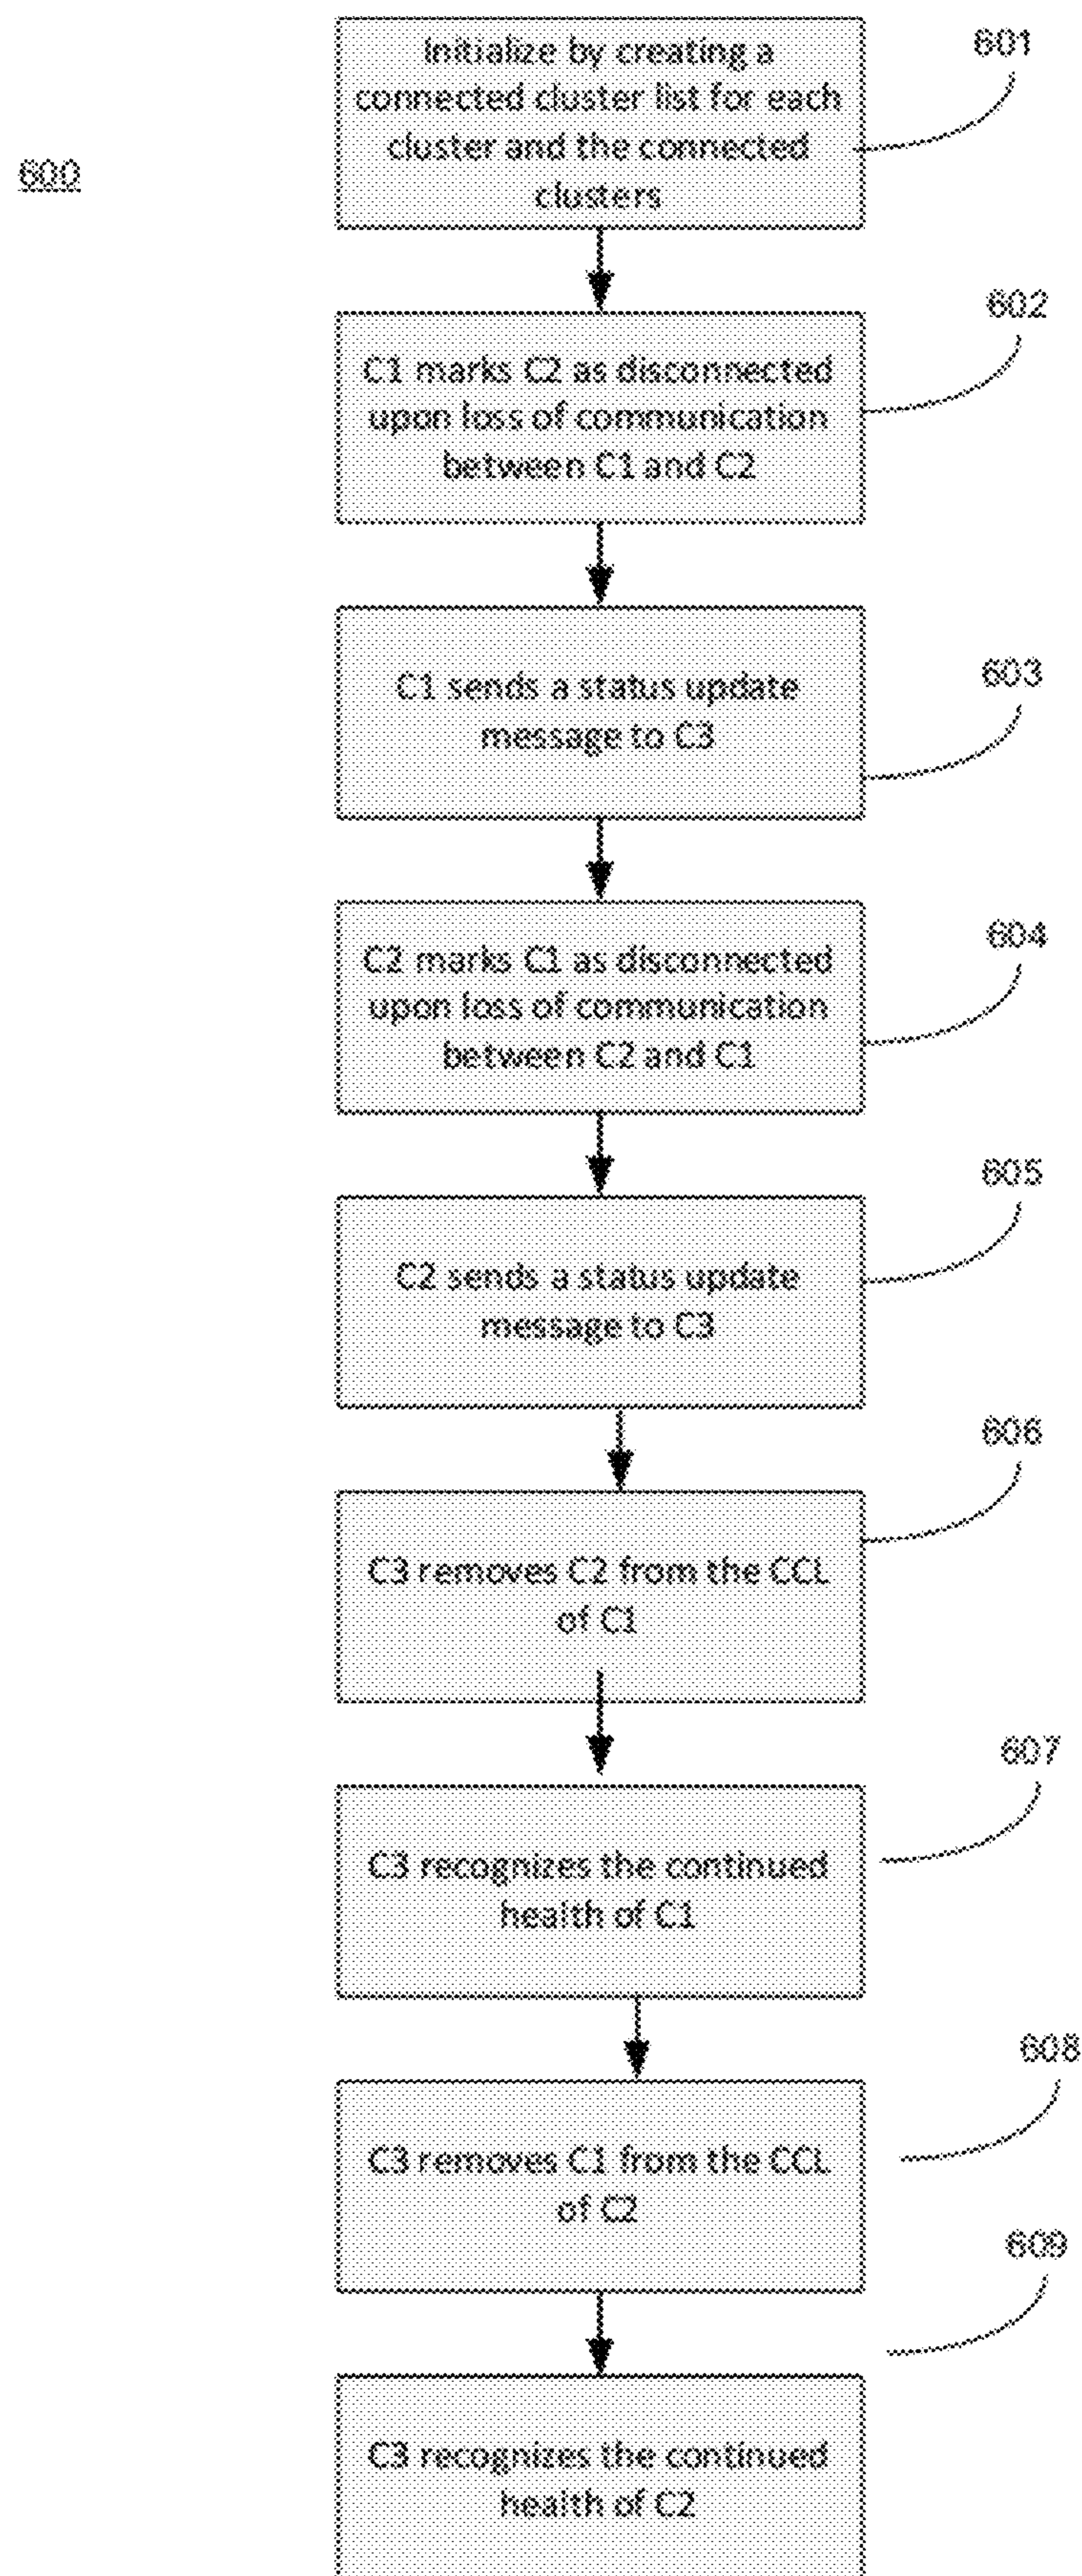 600
Initialize by creating a
connected cluster list for each
cluster and the connected
clusters
601
C1 marks C2 as disconnected
upon loss of communication
between C1 and C2
602
C1 sends a status update
message to C3
603
C2 marks C1 as disconnected
upon loss of communication
between C2 and C1
604
C2 sends a status update
message to C3
605
C3 removes C2 from the CCL
of C1
606
C3 recognizes the continued
health of C1
607
C3 removes C1 from the CCL
of C2
608
C3 recognizes the continued
health of C2
609